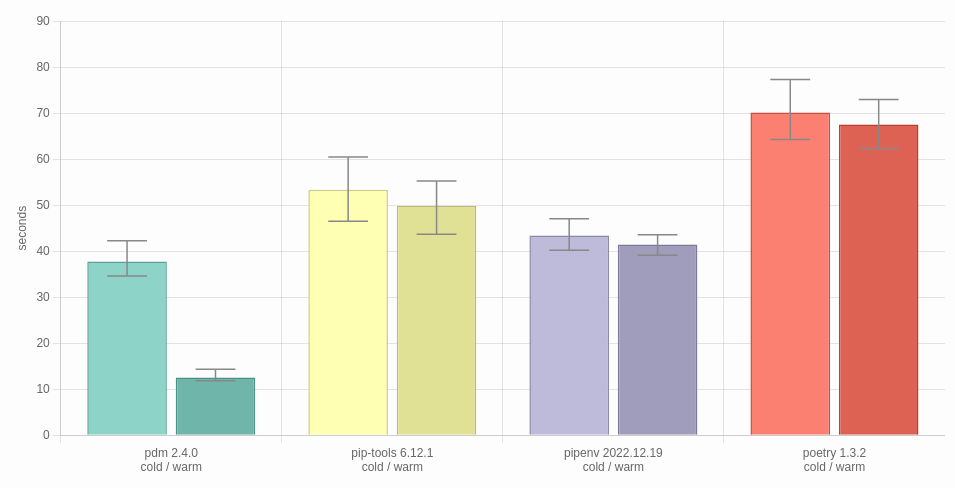 90
80
70
60
50
40
30
20
10
0
seconds
pdm 2.4.0
cold / warm
pip-tools 6.12.1
cold / warm
pipenv 2022.12.19
cold / warm
poetry 1.3.2
cold / warm